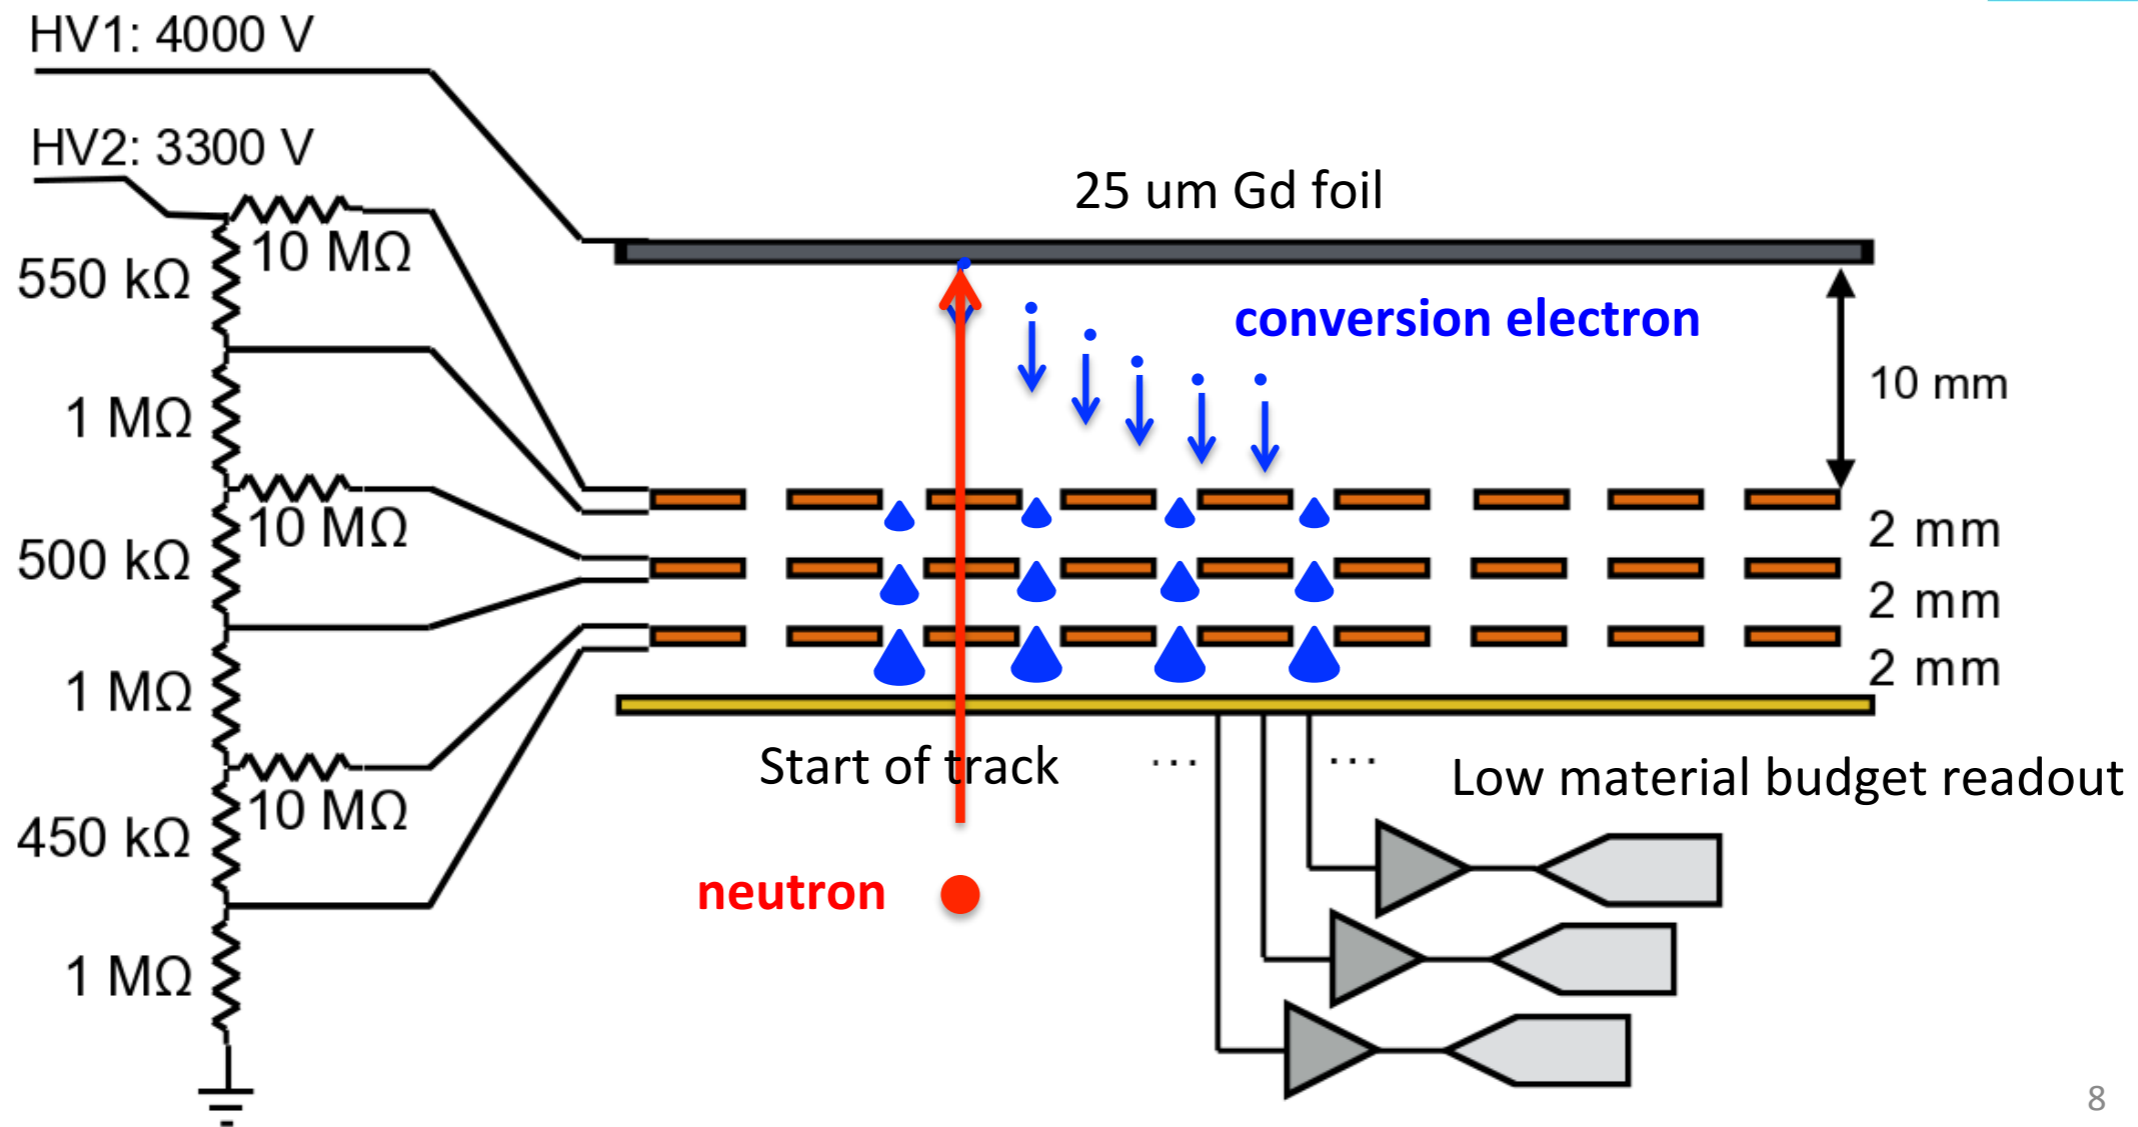 HV1: 4000 V
HV2: 3300 V
10 MΩ
550 kΩ
1 MΩ
10 MΩ
500 kΩ
1 MΩ
10 MΩ
450 kΩ
1 MΩ
25 um Gd foil
conversion electron
10 mm
2 mm
2 mm
2 mm
Start of track
... ...
Low material budget readout
neutron
8